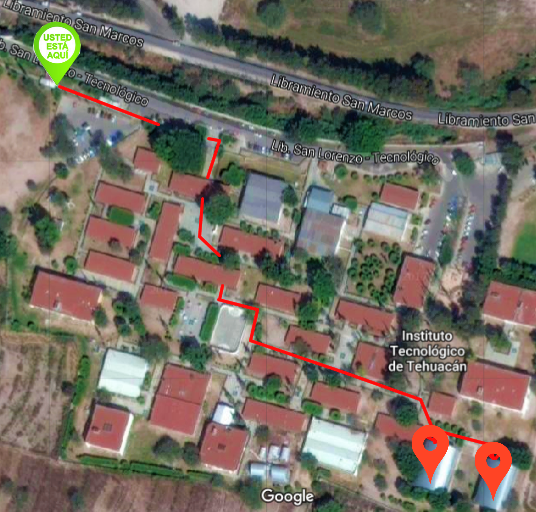 Libramiento San Marcos
USTED
ESTÁ
AQUÍ
Lib. San Lorenzo - Tecnológico
Libramiento San Marcos
Libramiento San
Lib. San Lorenzo - Tecnológico
Instituto
Tecnológico
de Tehuacán
Google